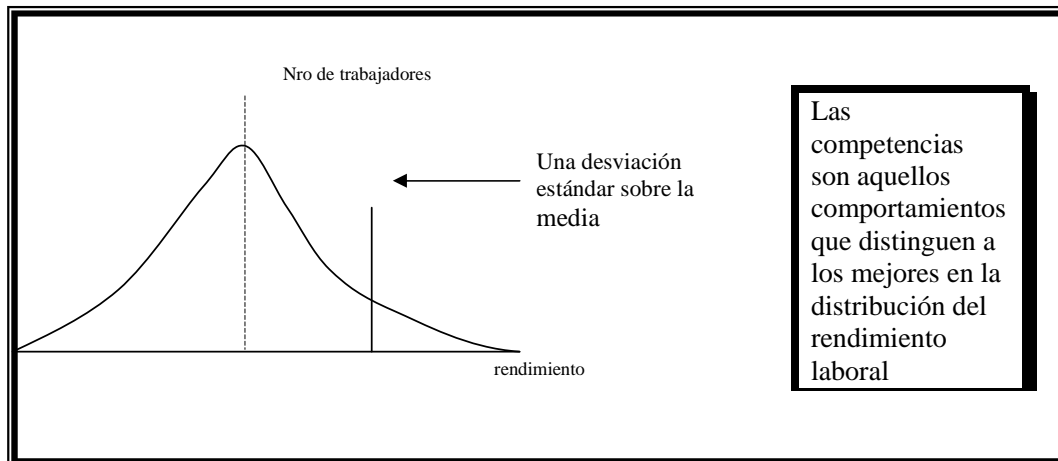 Nro de trabajadores
Una desviación
estándar sobre la
media
rendimiento
Las
competencias
son aquellos
comportamientos
que distinguen a
los mejores en la
distribución del
rendimiento
laboral